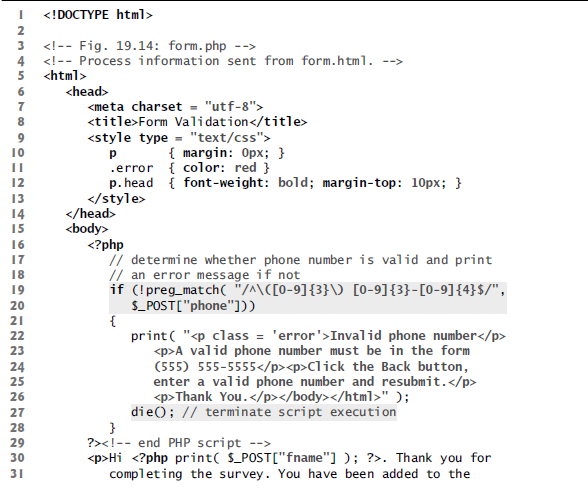 1 <!DOCTYPE html>
2
3 <!-- Fig. 19.14: form.php -->
4 <!-- Process information sent from form.html. -->
5 <html>
6    <head>
7       <meta charset = "utf-8">
8       <title>Form Validation</title>
9       <style type = "text/css">
10          p       { margin: 0px; }
11          .error  { color: red }
12          p.head  { font-weight: bold; margin-top: 10px; }
13       </style>
14    </head>
15    <body>
16       <?php
17          // determine whether phone number is valid and print
18          // an error message if not
19          if (!preg_match( "/^\([0-9]{3}\) [0-9]{3}-[0-9]{4}$/",
20             $_POST["phone"]))
21          {
22             print( "<p class = 'error'>Invalid phone number</p>
23                <p>A valid phone number must be in the form
24                (555) 555-5555</p><p>Click the Back button,
25                enter a valid phone number and resubmit.</p>
26                <p>Thank You.</p></body></html>" );
27             die(); // terminate script execution
28          }
29       ?><!-- end PHP script -->
30       <p>Hi <?php print( $_POST["fname"] ); ?>. Thank you for
31          completing the survey. You have been added to the